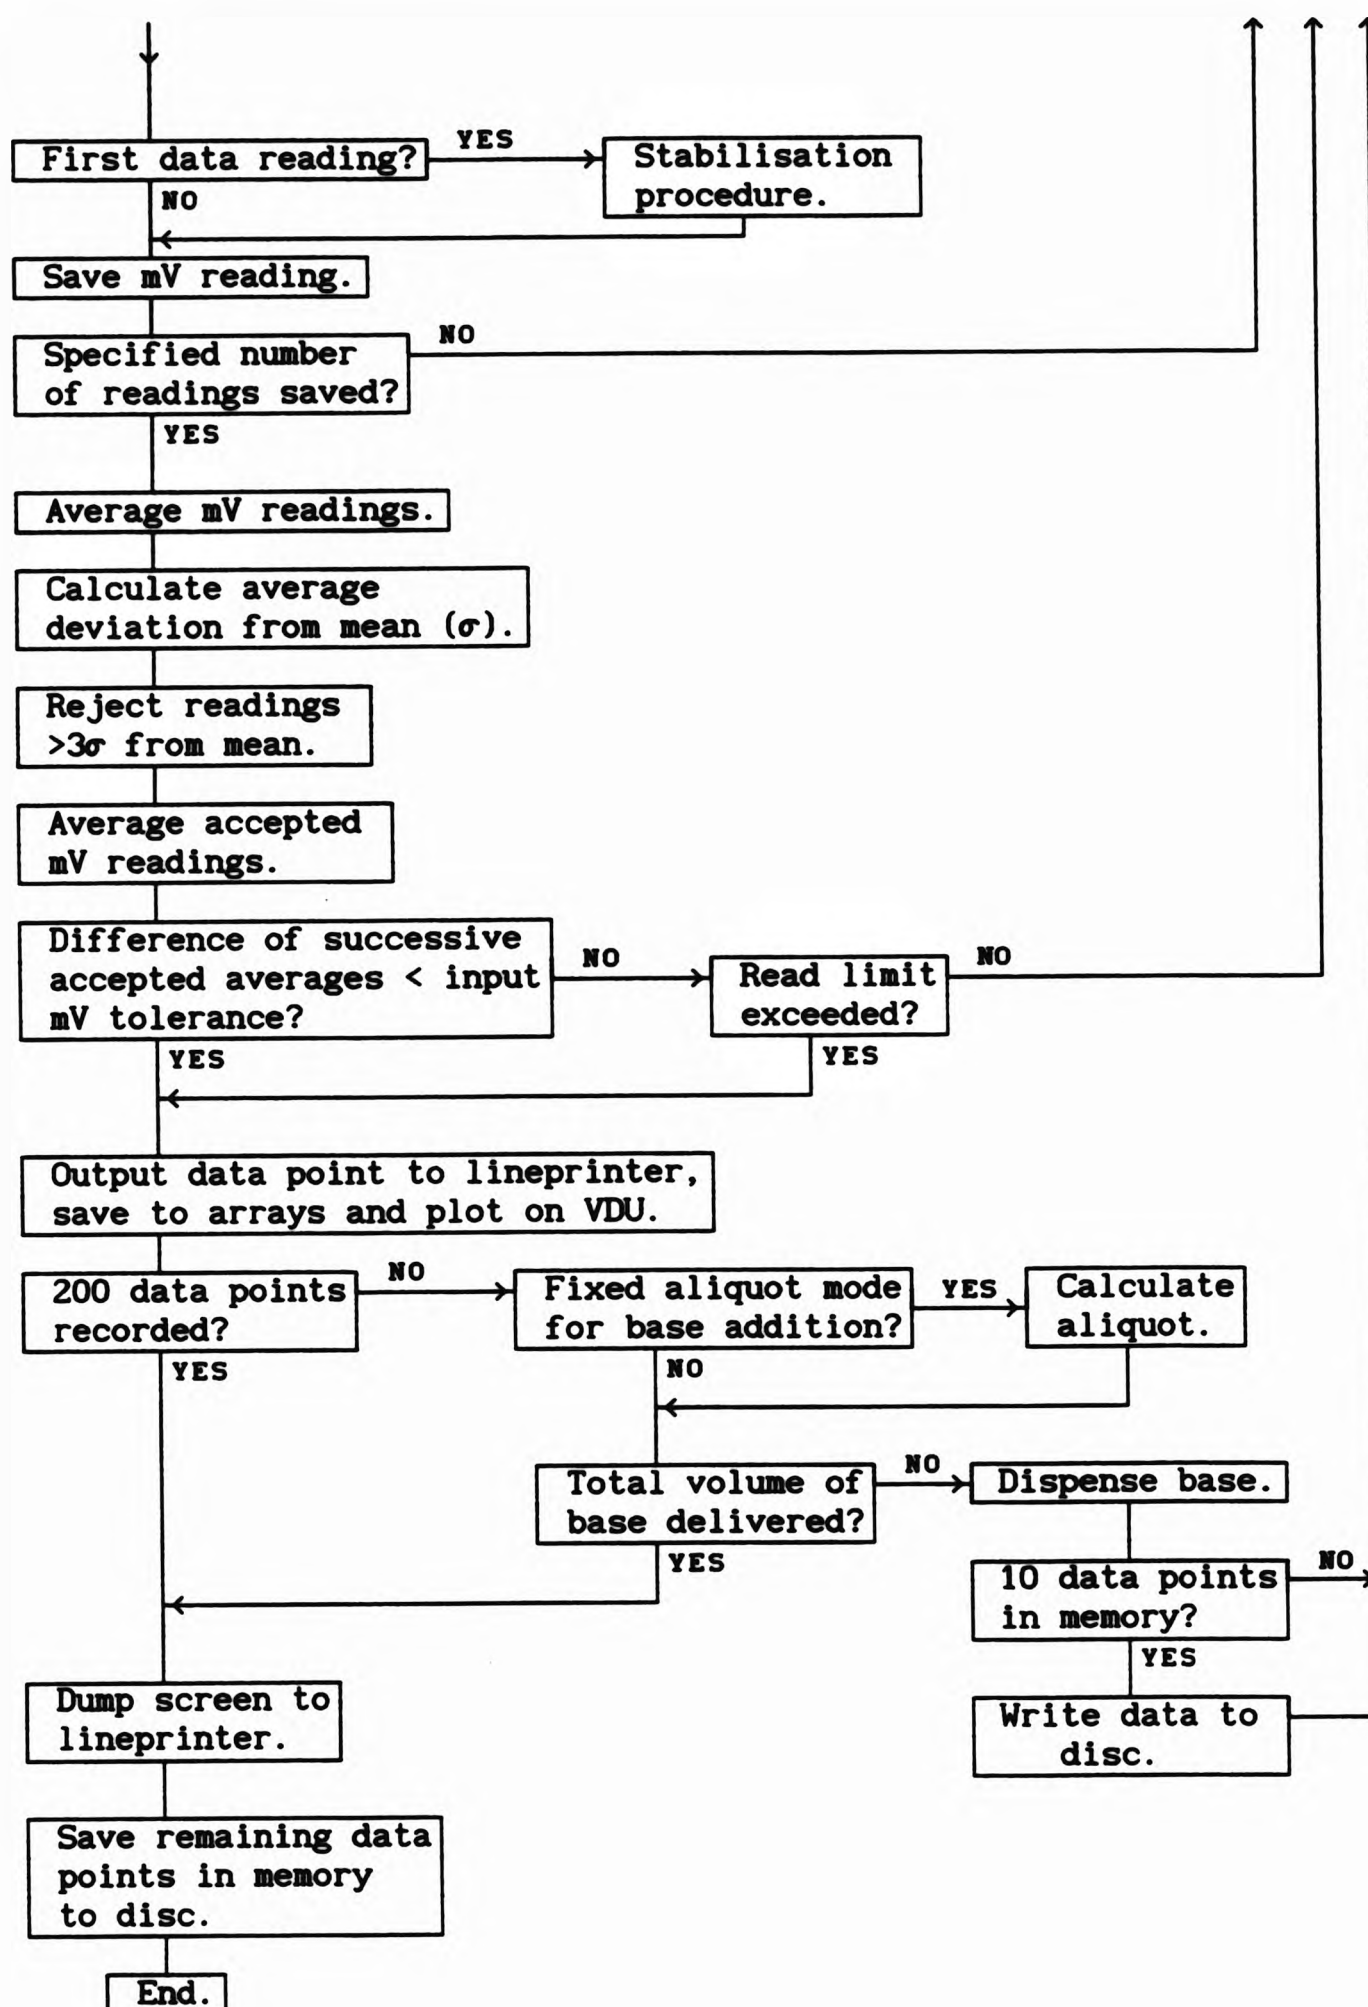 First data reading?
YES
Stabilisation
procedure.
NO
Save mV reading.
Specified number
of readings saved?
NO
YES
Average mV readings.
Calculate average
deviation from mean (σ).
Reject readings
>3σ from mean.
Average accepted
mV readings.
Difference of successive
accepted averages < input
mV tolerance?
NO
Read limit
exceeded?
NO
YES
YES
Output data point to lineprinter,
save to arrays and plot on VDU.
200 data points
recorded?
NO
Fixed aliquot mode
for base addition?
YES
Calculate
aliquot.
YES
NO
Total volume of
base delivered?
NO
Dispense base.
YES
10 data points
in memory?
NO
YES
Write data to
disc.
Dump screen to
lineprinter.
Save remaining data
points in memory
to disc.
End.